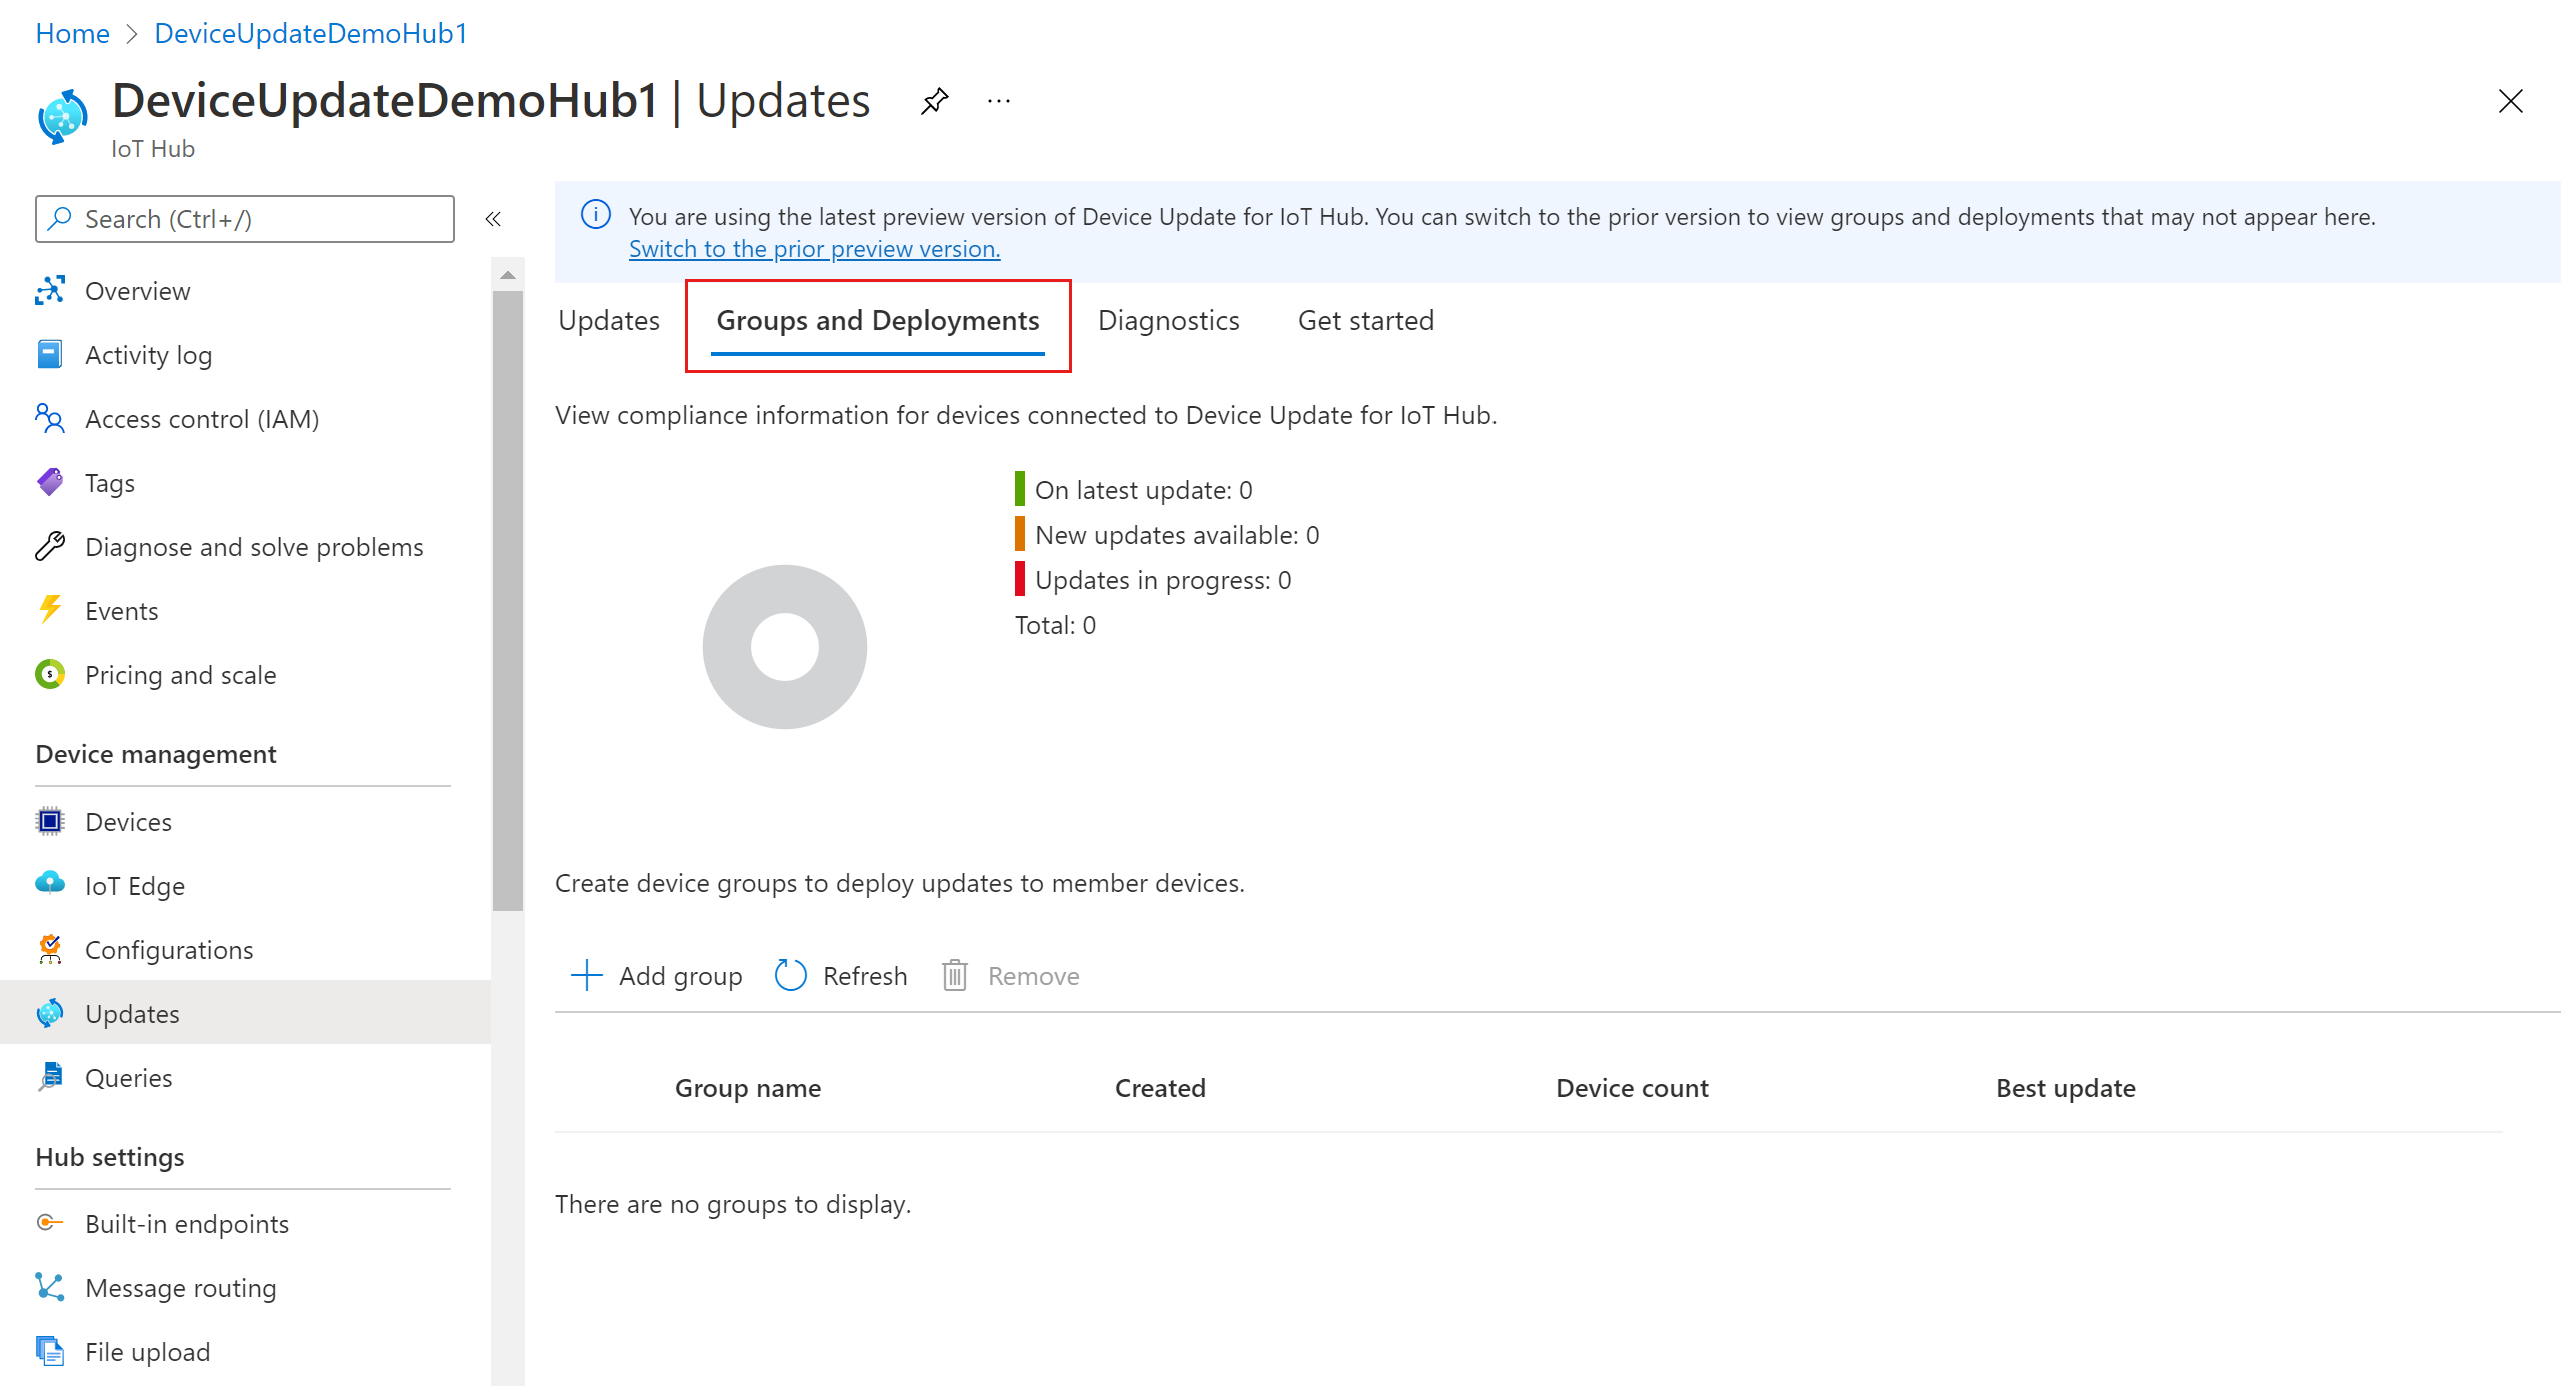 Home > DeviceUpdateDemoHub1
DeviceUpdateDemoHub1 | Updates ...
IoT Hub
Search (Ctrl+/)
«
Overview
Activity log
Access control (IAM)
Tags
Diagnose and solve problems
Events
Pricing and scale
Device management
Devices
IoT Edge
Configurations
Updates
Queries
Hub settings
Built-in endpoints
Message routing
File upload
You are using the latest preview version of Device Update for IoT Hub. You can switch to the prior version to view groups and deployments that may not appear here.
Switch to the prior preview version.
Updates Groups and Deployments Diagnostics Get started
View compliance information for devices connected to Device Update for IoT Hub.
On latest update: 0
New updates available: 0
Updates in progress: 0
Total: 0
Create device groups to deploy updates to member devices.
Add group Refresh Remove
Group name Created Device count Best update
There are no groups to display.